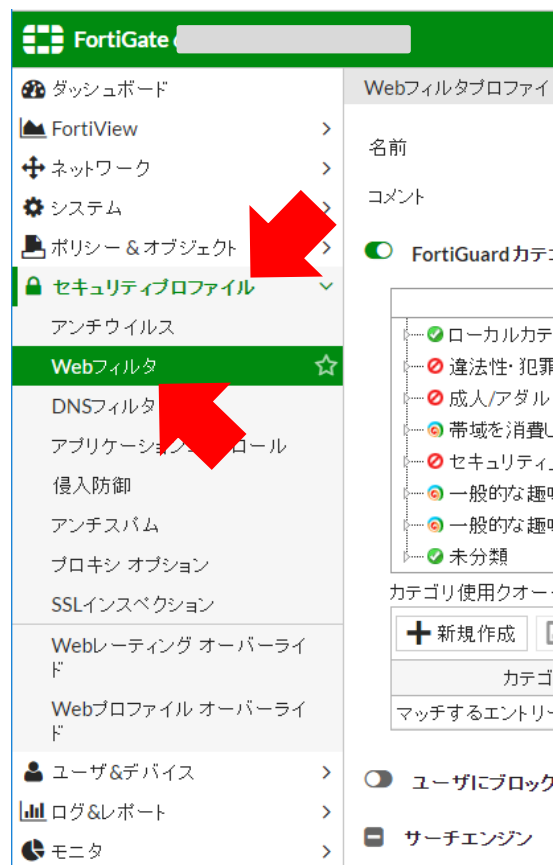 FortiGate
ダッシュボード
FortiView
ネットワーク
システム
ポリシー & オブジェクト
セキュリティプロファイル
アンチウイルス
Webフィルタ
DNSフィルタ
アプリケーションコントロール
侵入防御
アンチスパム
プロキシ オプション
SSLインスペクション
Webレーティング オーバーライ
ド
Webプロファイル オーバーライ
ド
ユーザ&デバイス
ログ&レポート
モニタ
Webフィルタプロファイ
名前
コメント
FortiGuard カテゴ
ローカルカテ
違法性・犯罪
成人/アダル
帯域を消費し
セキュリティ
一般的な趣味
一般的な趣味
未分類
カテゴリ使用クオー
新規作成
カテゴ
マッチするエントリー
ユーザにブロック
サーチエンジン